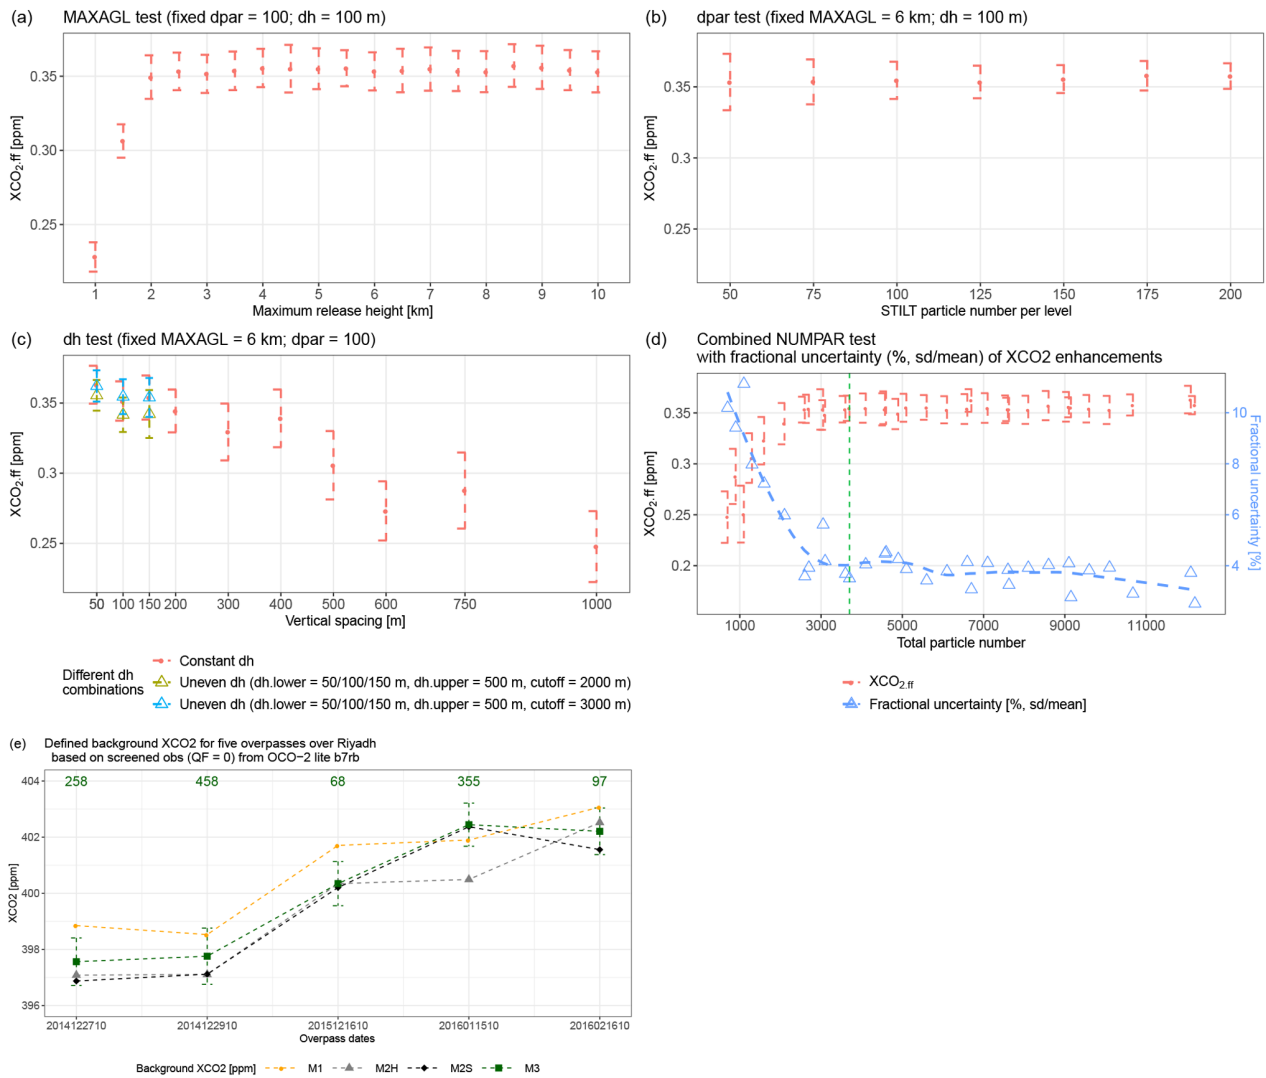 (a) MAXAGL test (fixed dpar = 100; dh = 100 m)
XCO2.ff [ppm]
0.35
0.30
0.25
1 2 3 4 5 6 7 8 9 10
Maximum release height [km]
(b) dpar test (fixed MAXAGL = 6 km; dh = 100 m)
XCO2.ff [ppm]
0.35
0.3
0.25
50 75 100 125 150 175 200
STILT particle number per level
(c) dh test (fixed MAXAGL = 6 km; dpar = 100)
XCO2.ff [ppm]
0.35
0.3
0.25
50 100 150 200 300 400 500 600 750 1000
Vertical spacing [m]
Different dh
combinations
Constant dh
Uneven dh (dh.lower = 50/100/150 m, dh.upper = 500 m, cutoff = 2000 m)
Uneven dh (dh.lower = 50/100/150 m, dh.upper = 500 m, cutoff = 3000 m)
(d) Combined NUMPAR test
with fractional uncertainty (%, sd/mean) of XCO2 enhancements
XCO2.ff [ppm]
0.35
0.3
0.25
0.2
10
8
6
4
Fractional uncertainty [%]
1000 3000 5000 7000 9000 11000
Total particle number
XCO2.ff
Fractional uncertainty [%, sd/mean]
(e) Defined background XCO2 for five overpasses over Riyadh
based on screened obs (QF = 0) from OCO−2 lite b7rb
XCO2 [ppm]
404
402
400
398
396
258 458 68 355 97
2014122710 2014122910 2015121610 2016011510 2016021610
Overpass dates
Background XCO2 [ppm] M1 M2H M2S M3